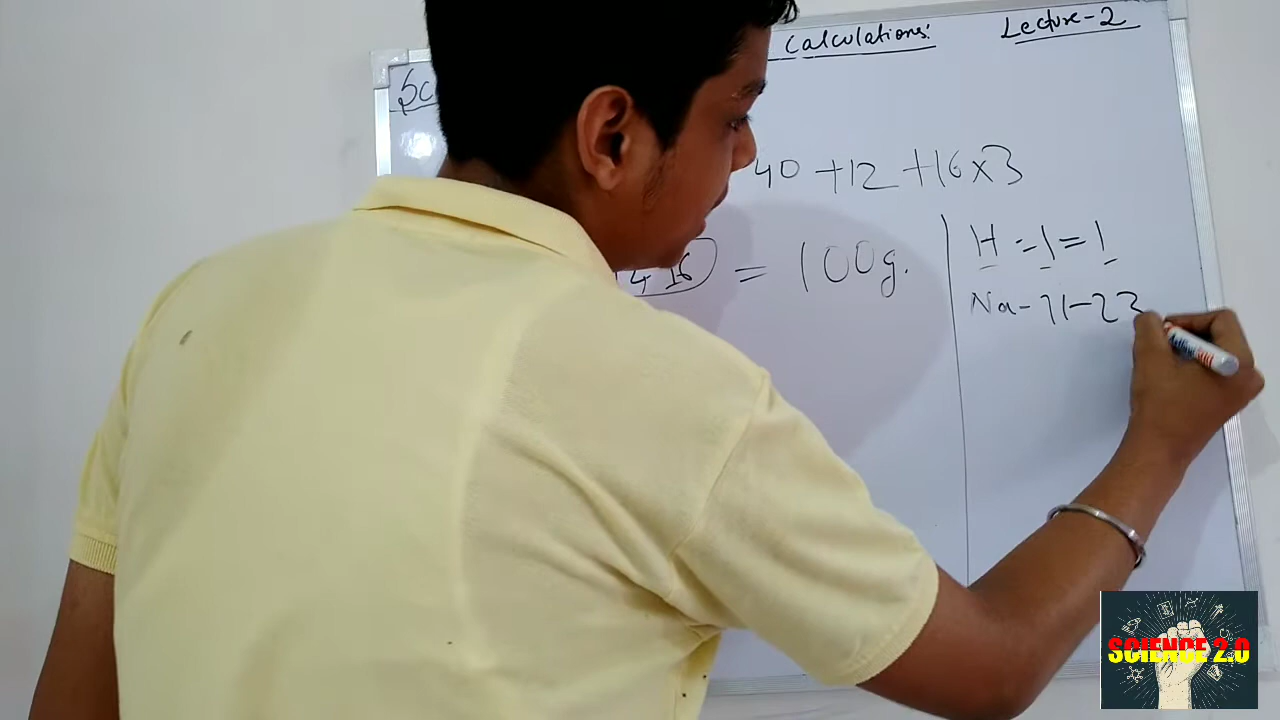 Calculations: Lecture-2
40 +12 +16x3
= 100g.
H - 1 = 1
Na - 11 - 23
SCIENCE 2.0